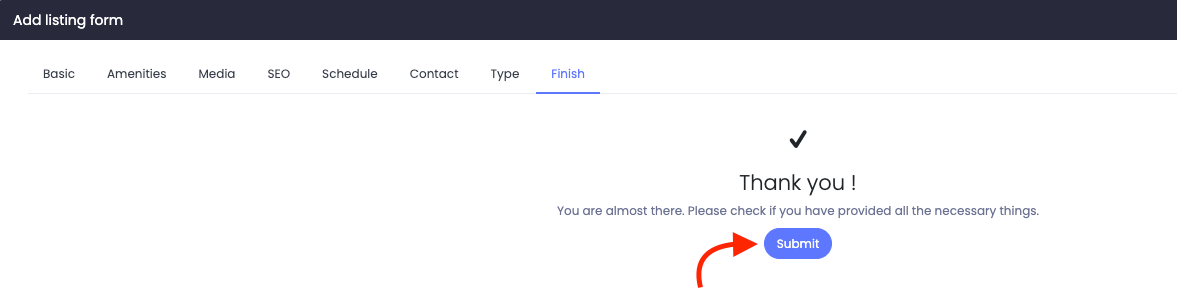 Add listing form
Basic Amenities Media SEO Schedule Contact Type Finish
Thank you !
You are almost there. Please check if you have provided all the necessary things.
Submit